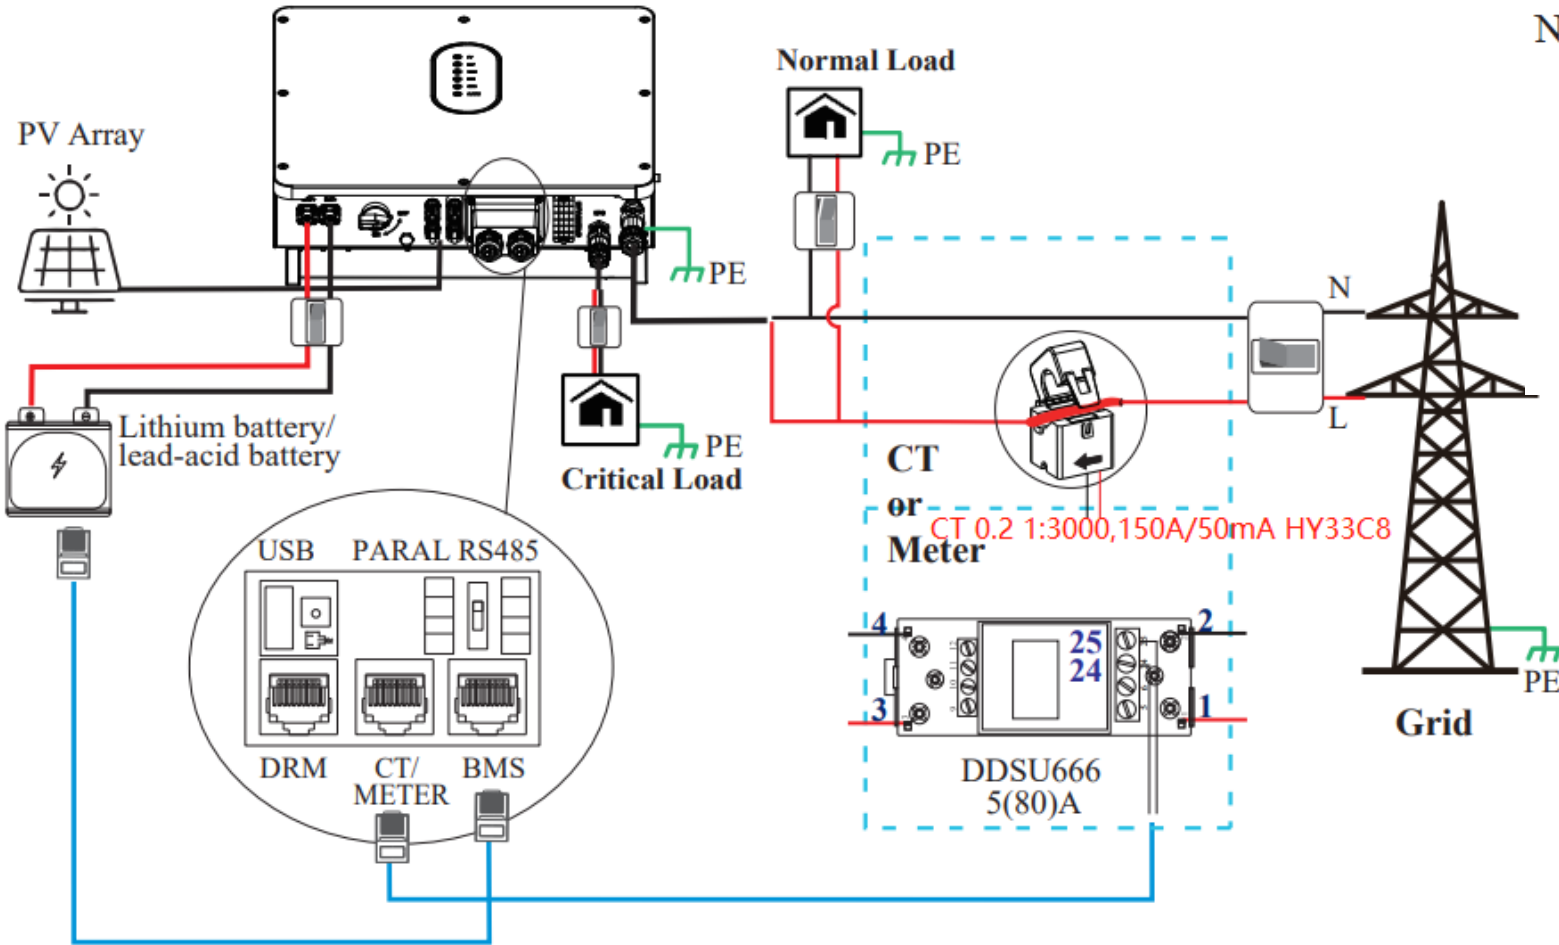 N
Normal Load
PE
PV Array
PE
N
L
Lithium battery/
lead-acid battery
PE
Critical Load
CT
or
Meter
CT 0.2 1:3000,150A/50mA HY33C8
USB
PARAL RS485
4
25
24
2
3
1
PE
Grid
DRM
CT/
METER
BMS
DDSU666
5(80)A